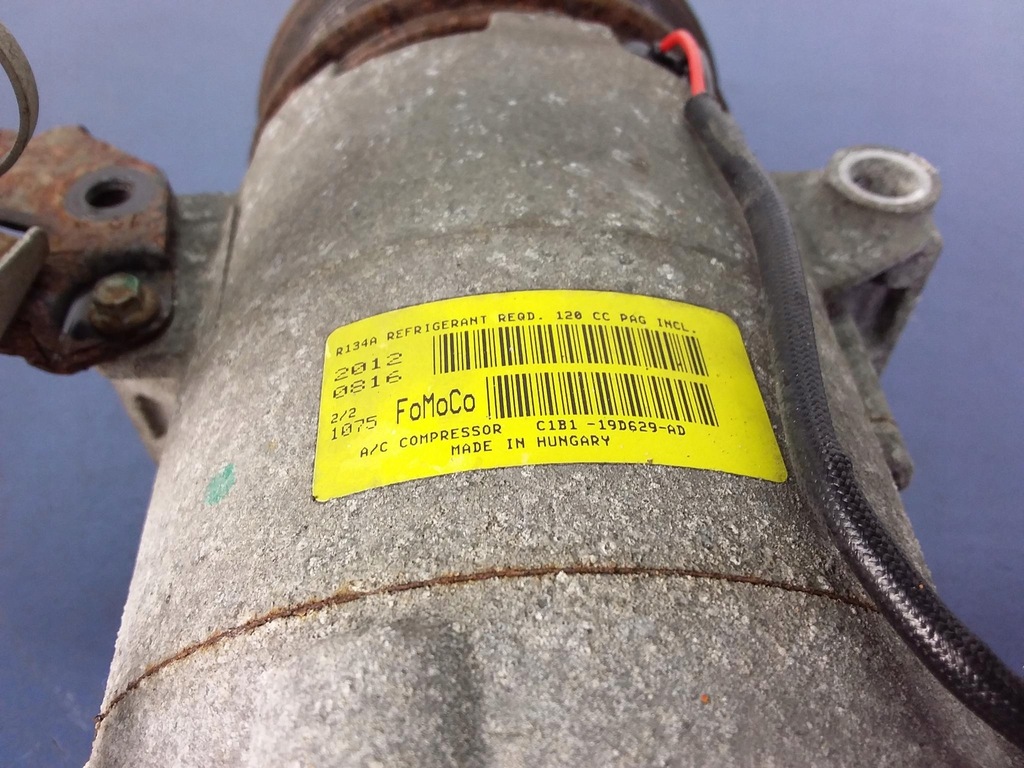 R134A REFRIGERANT REQD. 120 CC PAG INCL.
2012
0816
2/2
1075 FoMoCo
A/C COMPRESSOR C1B1 -19D629-AD
MADE IN HUNGARY